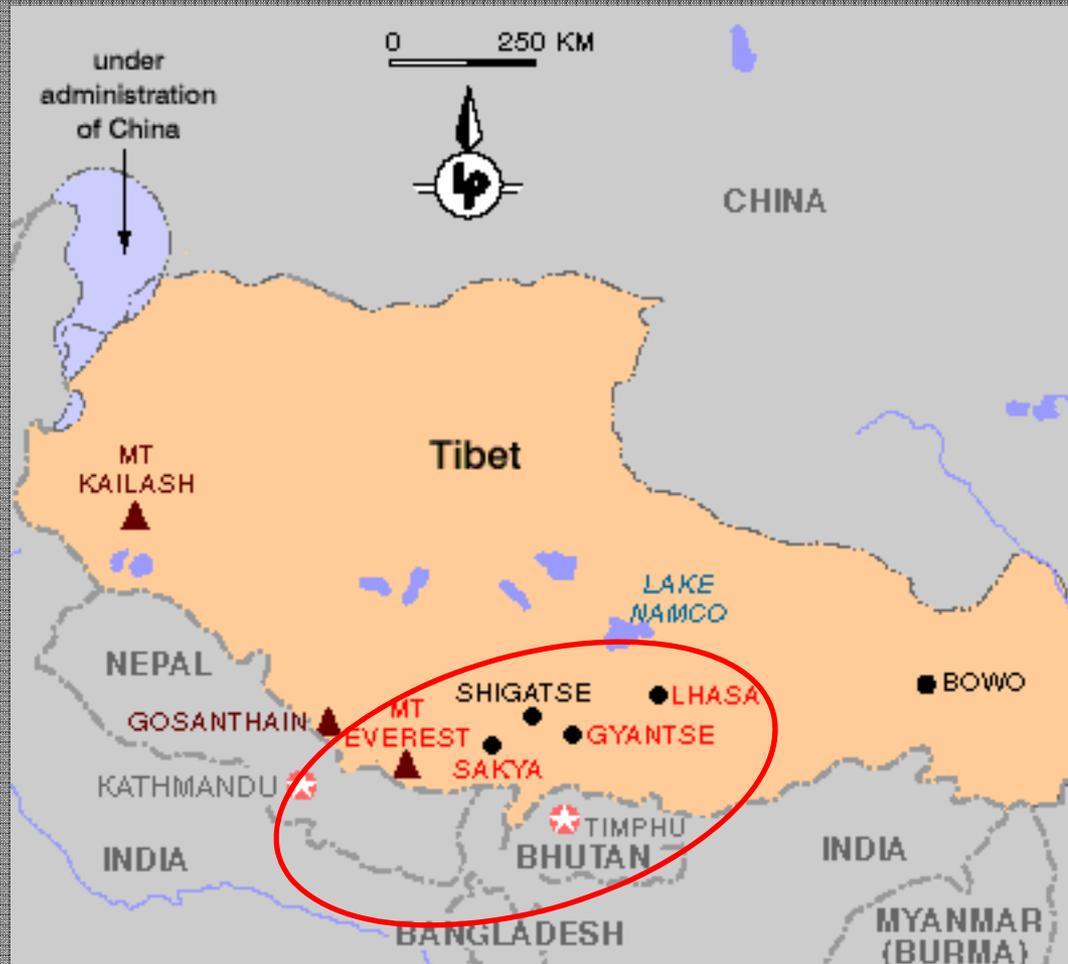 0 250 KM
under
administration
of China
LP
CHINA
MT
KAILASH
Tibet
LAKE
NAMCO
NEPAL
SHIGATSE
LHASA
BOWO
MT
GOSANTHAIN
EVEREST
GYANTSE
SAKYA
KATHMANDU
TIMPHU
INDIA
BHUTAN
INDIA
MYANMAR
(BURMA)
BANGLADESH